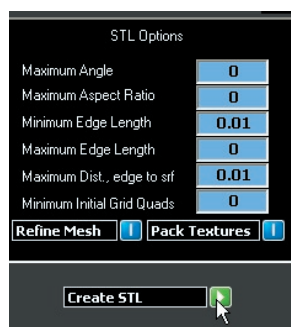 STL Options
Maximum Angle 0
Maximum Aspect Ratio 0
Minimum Edge Length 0.01
Maximum Edge Length 0
Maximum Dist., edge to srf 0.01
Minimum Initial Grid Quads 0
Refine Mesh I Pack Textures I
Create STL